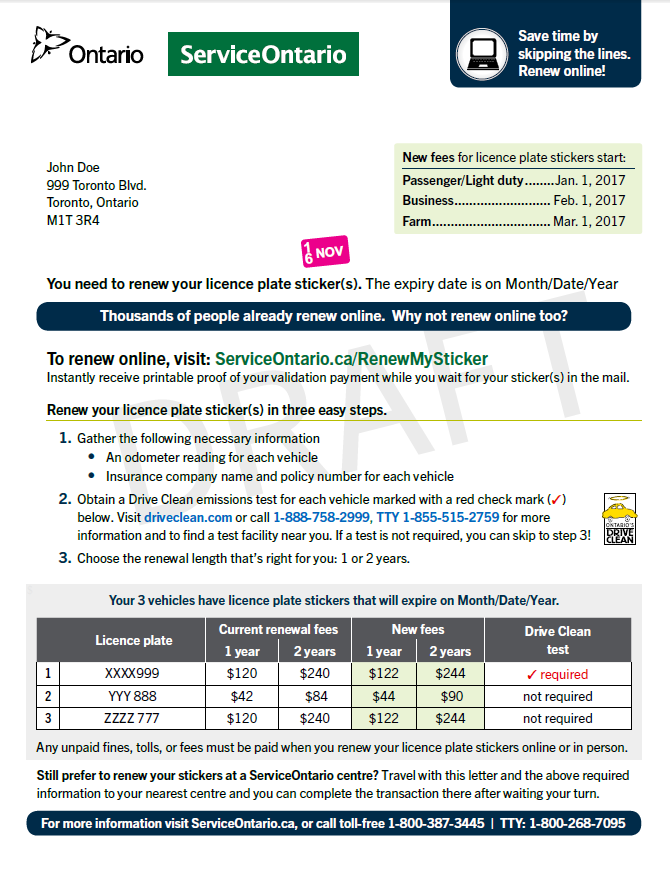 Ontario
ServiceOntario
Save time by
skipping the lines.
Renew online!
John Doe
999 Toronto Blvd.
Toronto, Ontario
M1T 3R4
New fees for licence plate stickers start:
Passenger/Light duty........Jan. 1, 2017
Business.......................... Feb. 1, 2017
Farm................................ Mar. 1, 2017
16 NOV
You need to renew your licence plate sticker(s). The expiry date is on Month/Date/Year
Thousands of people already renew online. Why not renew online too?
To renew online, visit: ServiceOntario.ca/RenewMySticker
Instantly receive printable proof of your validation payment while you wait for your sticker(s) in the mail.
DRAFT
Renew your licence plate sticker(s) in three easy steps.
1. Gather the following necessary information
• An odometer reading for each vehicle
• Insurance company name and policy number for each vehicle
2. Obtain a Drive Clean emissions test for each vehicle marked with a red check mark (✓)
below. Visit driveclean.com or call 1-888-758-2999, TTY 1-855-515-2759 for more
information and to find a test facility near you. If a test is not required, you can skip to step 3!
ONTARIO'S
DRIVE
CLEAN
3. Choose the renewal length that's right for you: 1 or 2 years.
Your 3 vehicles have licence plate stickers that will expire on Month/Date/Year.
Licence plate Current renewal fees New fees Drive Clean test
1 year 2 years 1 year 2 years
1 XXXX999 $120 $240 $122 $244 ✓ required
2 YYY 888 $42 $84 $44 $90 not required
3 ZZZZ 777 $120 $240 $122 $244 not required
Any unpaid fines, tolls, or fees must be paid when you renew your licence plate stickers online or in person.
Still prefer to renew your stickers at a ServiceOntario centre? Travel with this letter and the above required
information to your nearest centre and you can complete the transaction there after waiting your turn.
For more information visit ServiceOntario.ca, or call toll-free 1-800-387-3445 | TTY: 1-800-268-7095